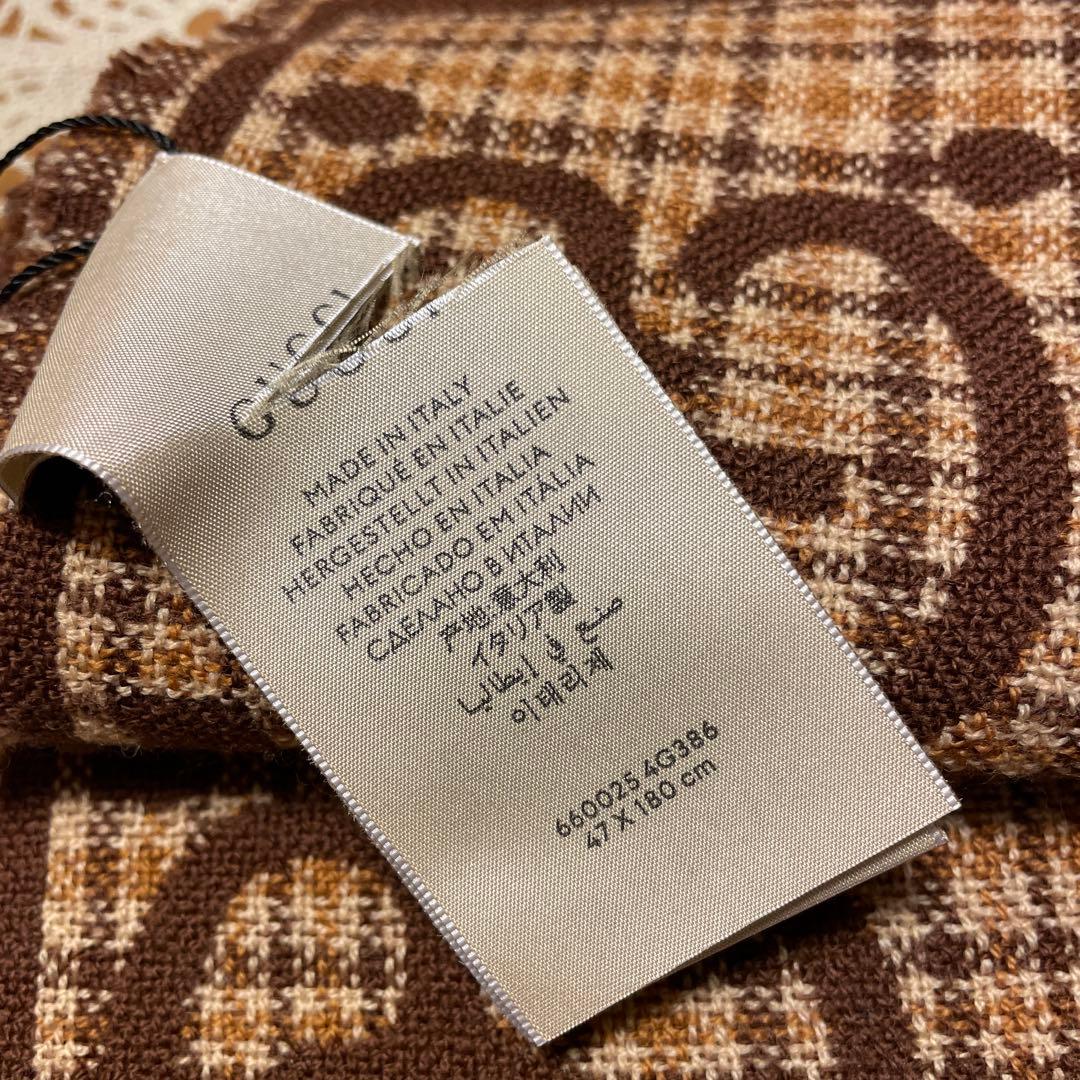 GUCCI
MADE IN ITALY
FABRIQUÉ EN ITALIE
HERGESTELLT IN ITALIEN
HECHO EN ITALIA
FABRICADO EM ITÁLIA
СДЕЛАНО В ИТАЛИИ
产地:意大利
イタリア製
صنع في إيطاليا
이태리제
660025 4G386
47 X 180 cm